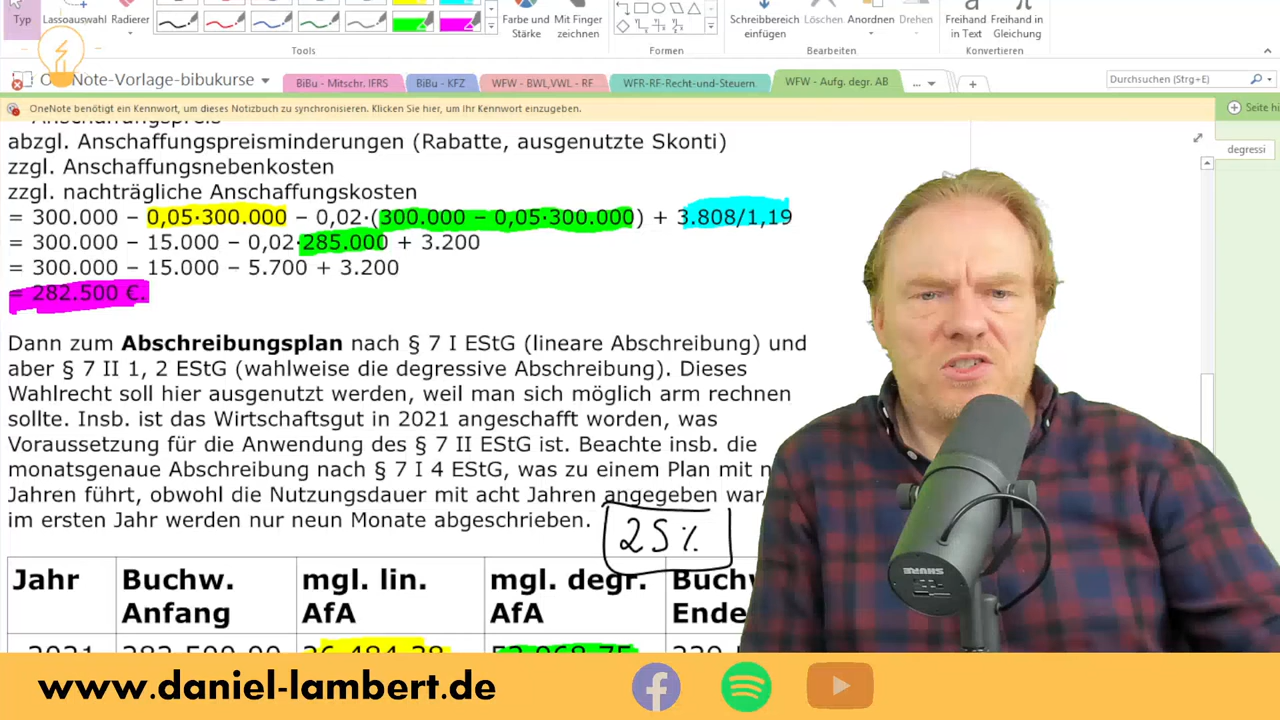 Typ
Lassoauswahl
Radierer
Farbe und Stärke
Mit Finger zeichnen
Schreibbereich einfügen
Löschen
Anordnen
Drehen
Freihand in Text
Freihand in Gleichung
Tools
Formen
Bearbeiten
Konvertieren
BiBu - Mitschr. IFRS
BiBu - KFZ
WFW - BWL,VWL - RF
WFR-RF-Recht-und-Steuern
WFW - Aufg. degr. AB
...
Durchsuchen (Strg+E)
OneNote benötigt ein Kennwort, um dieses Notizbuch zu synchronisieren. Klicken Sie hier, um Ihr Kennwort einzugeben.
Seite
degressi
abzgl. Anschaffungspreisminderungen (Rabatte, ausgenutzte Skonti)
zzgl. Anschaffungsnebenkosten
zzgl. nachträgliche Anschaffungskosten
= 300.000 – 0,05·300.000 – 0,02·(300.000 – 0,05·300.000) + 3.808/1,19
= 300.000 – 15.000 – 0,02·285.000 + 3.200
= 300.000 – 15.000 – 5.700 + 3.200
= 282.500 €.
Dann zum Abschreibungsplan nach § 7 I EStG (lineare Abschreibung) und
aber § 7 II 1, 2 EStG (wahlweise die degressive Abschreibung). Dieses
Wahlrecht soll hier ausgenutzt werden, weil man sich möglich arm rechnen
sollte. Insb. ist das Wirtschaftsgut in 2021 angeschafft worden, was
Voraussetzung für die Anwendung des § 7 II EStG ist. Beachte insb. die
monatsgenaue Abschreibung nach § 7 I 4 EStG, was zu einem Plan mit
Jahren führt, obwohl die Nutzungsdauer mit acht Jahren angegeben war
im ersten Jahr werden nur neun Monate abgeschrieben.
25%
Jahr
Buchw. Anfang
mgl. lin. AfA
mgl. degr. AfA
Ende
www.daniel-lambert.de